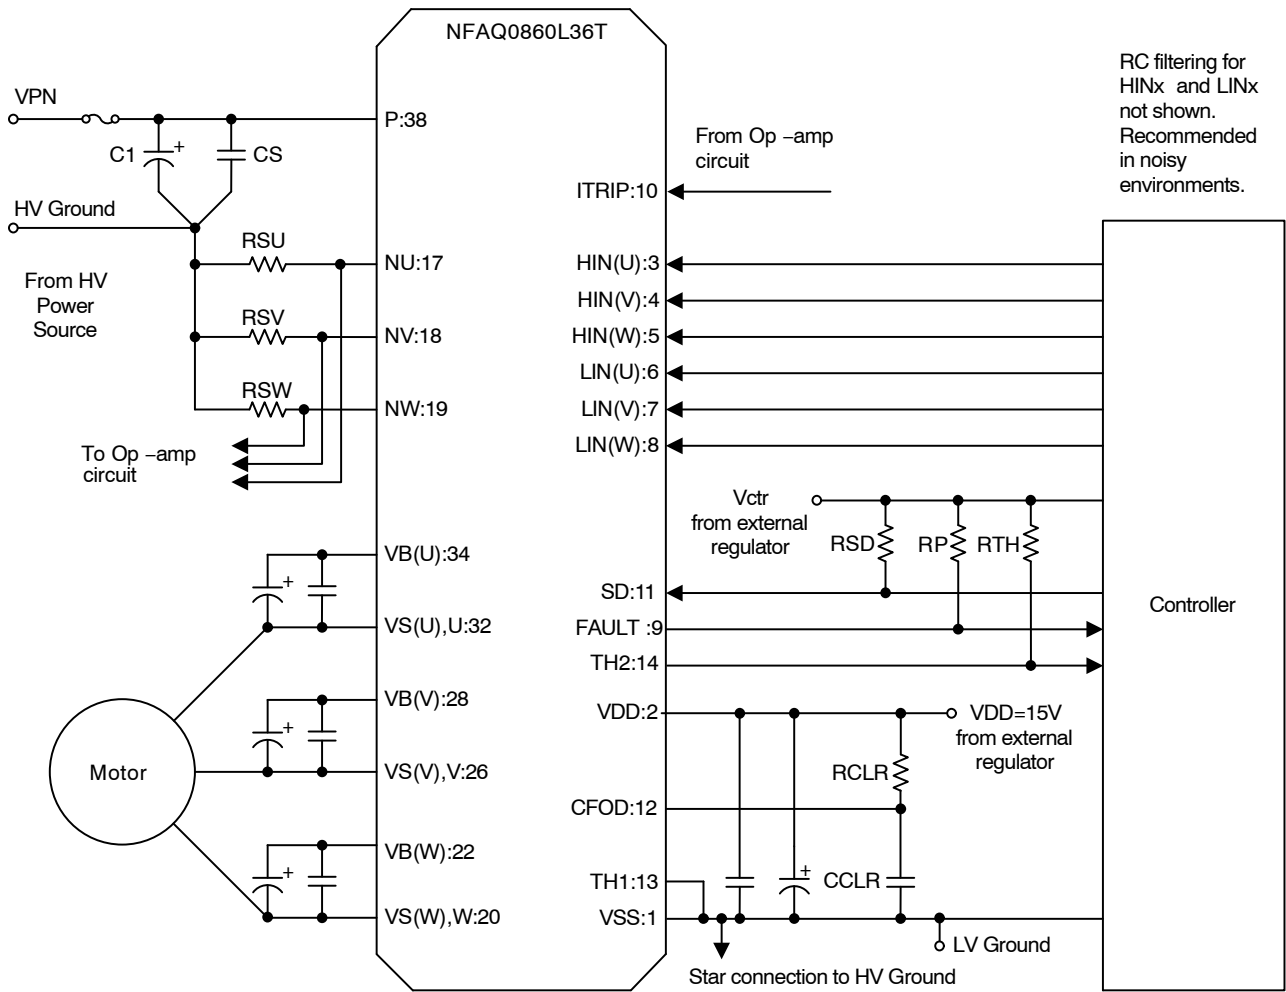 NFAQ0860L36T
RC filtering for
HINx and LINx
not shown.
Recommended
in noisy
environments.
VPN
P:38
C1
+
CS
From Op –amp
circuit
ITRIP:10
HV Ground
RSU
NU:17
HIN(U):3
From HV
Power
Source
HIN(V):4
RSV
NV:18
HIN(W):5
LIN(U):6
RSW
NW:19
LIN(V):7
To Op –amp
circuit
LIN(W):8
Vctr
from external
regulator
RSD
RP
RTH
VB(U):34
+
SD:11
Controller
VS(U),U:32
FAULT :9
TH2:14
VB(V):28
+
VDD:2
VDD=15V
from external
regulator
Motor
VS(V),V:26
RCLR
CFOD:12
VB(W):22
+
TH1:13
+
CCLR
VS(W),W:20
VSS:1
LV Ground
Star connection to HV Ground